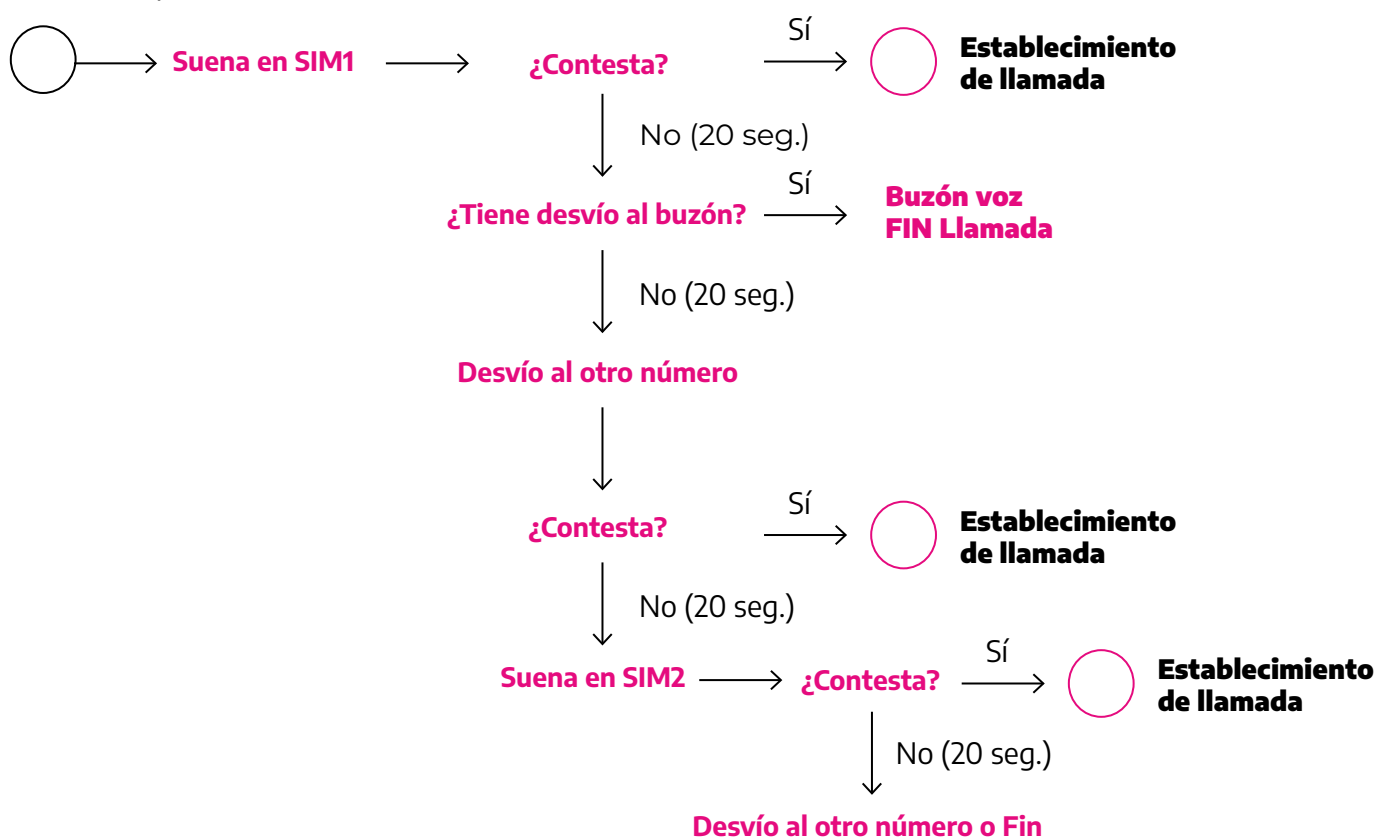 Sí
Suena en SIM1
¿Contesta?
Establecimiento
de llamada
No (20 seg.)
Sí
¿Tiene desvío al buzón?
Buzón voz
FIN Llamada
No (20 seg.)
Desvío al otro número
Sí
¿Contesta?
Establecimiento
de llamada
No (20 seg.)
Sí
Suena en SIM2
¿Contesta?
Establecimiento
de llamada
No (20 seg.)
Desvío al otro número o Fin